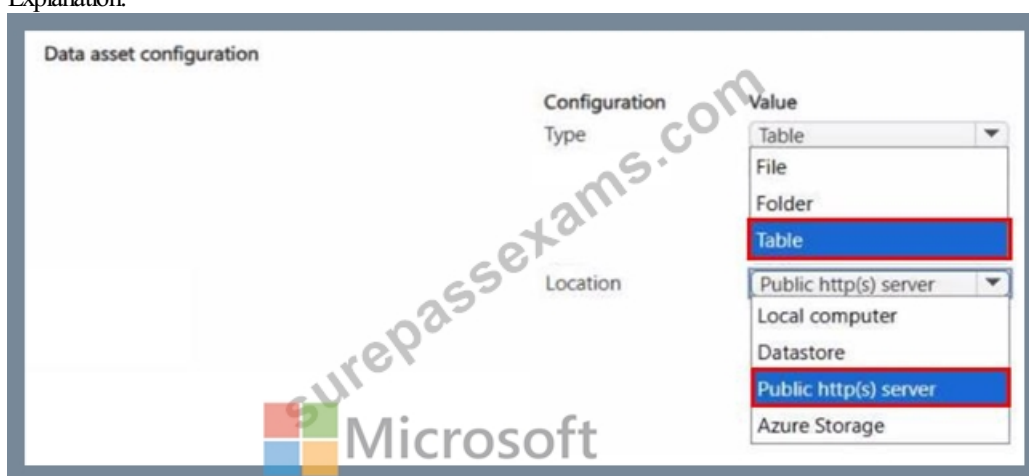 Explanation:
Data asset configuration
Configuration Value
Type Table
File
Folder
Table
Location Public http(s) server
Local computer
Datastore
Public http(s) server
Azure Storage
surepassexams.com
Microsoft